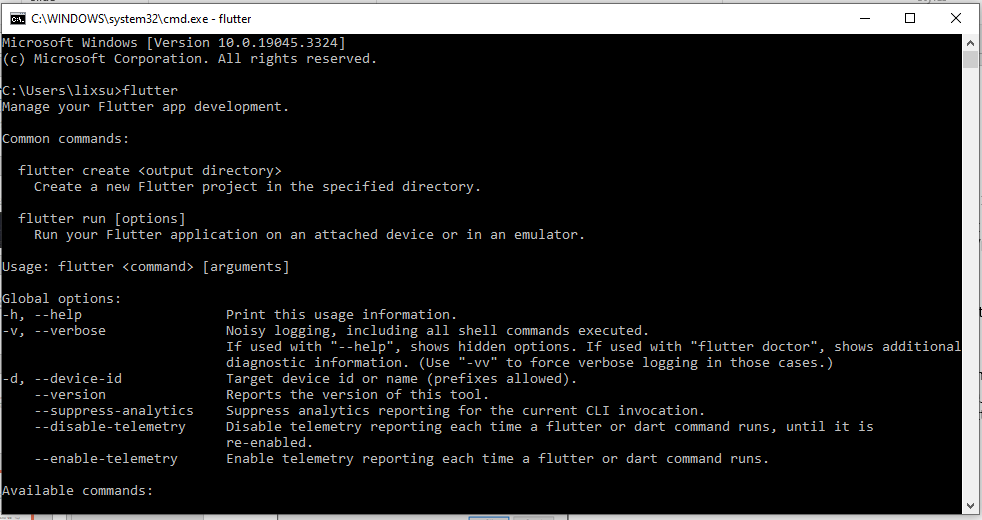 C:\WINDOWS\system32\cmd.exe - flutter
Microsoft Windows [Version 10.0.19045.3324]
(c) Microsoft Corporation. All rights reserved.
C:\Users\lixsu>flutter
Manage your Flutter app development.
Common commands:
flutter create <output directory>
Create a new Flutter project in the specified directory.
flutter run [options]
Run your Flutter application on an attached device or in an emulator.
Usage: flutter <command> [arguments]
Global options:
-h, --help Print this usage information.
-v, --verbose Noisy logging, including all shell commands executed.
If used with "--help", shows hidden options. If used with "flutter doctor", shows additional
diagnostic information. (Use "-vv" to force verbose logging in those cases.)
-d, --device-id Target device id or name (prefixes allowed).
--version Reports the version of this tool.
--suppress-analytics Suppress analytics reporting for the current CLI invocation.
--disable-telemetry Disable telemetry reporting each time a flutter or dart command runs, until it is
re-enabled.
--enable-telemetry Enable telemetry reporting each time a flutter or dart command runs.
Available commands: